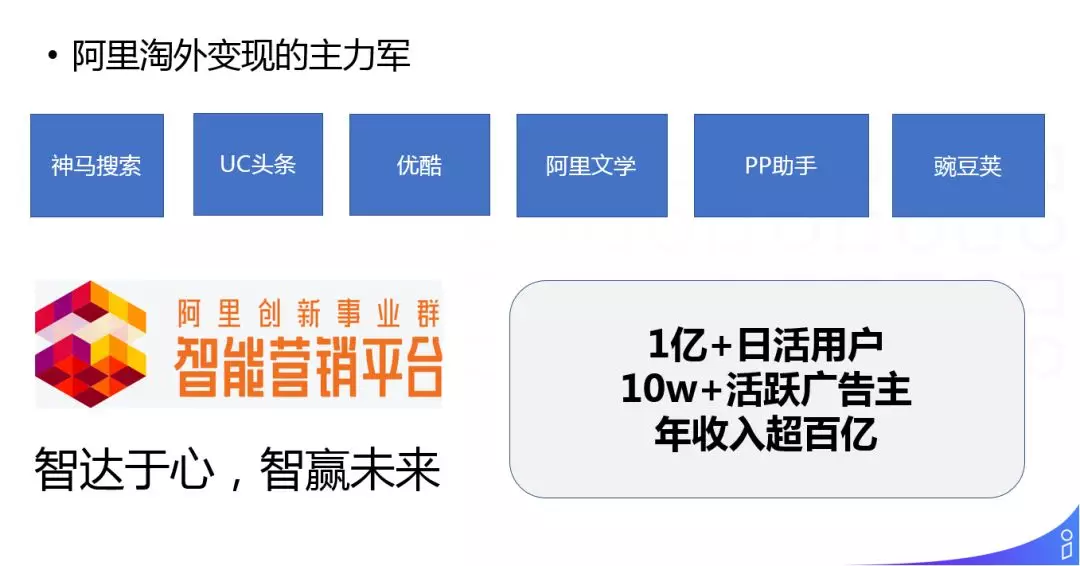 • 阿里淘外变现的主力军
神马搜索
UC头条
优酷
阿里文学
PP助手
豌豆荚
阿里创新事业群
智能营销平台
智达于心，智赢未来
1亿+日活用户
10w+活跃广告主
年收入超百亿